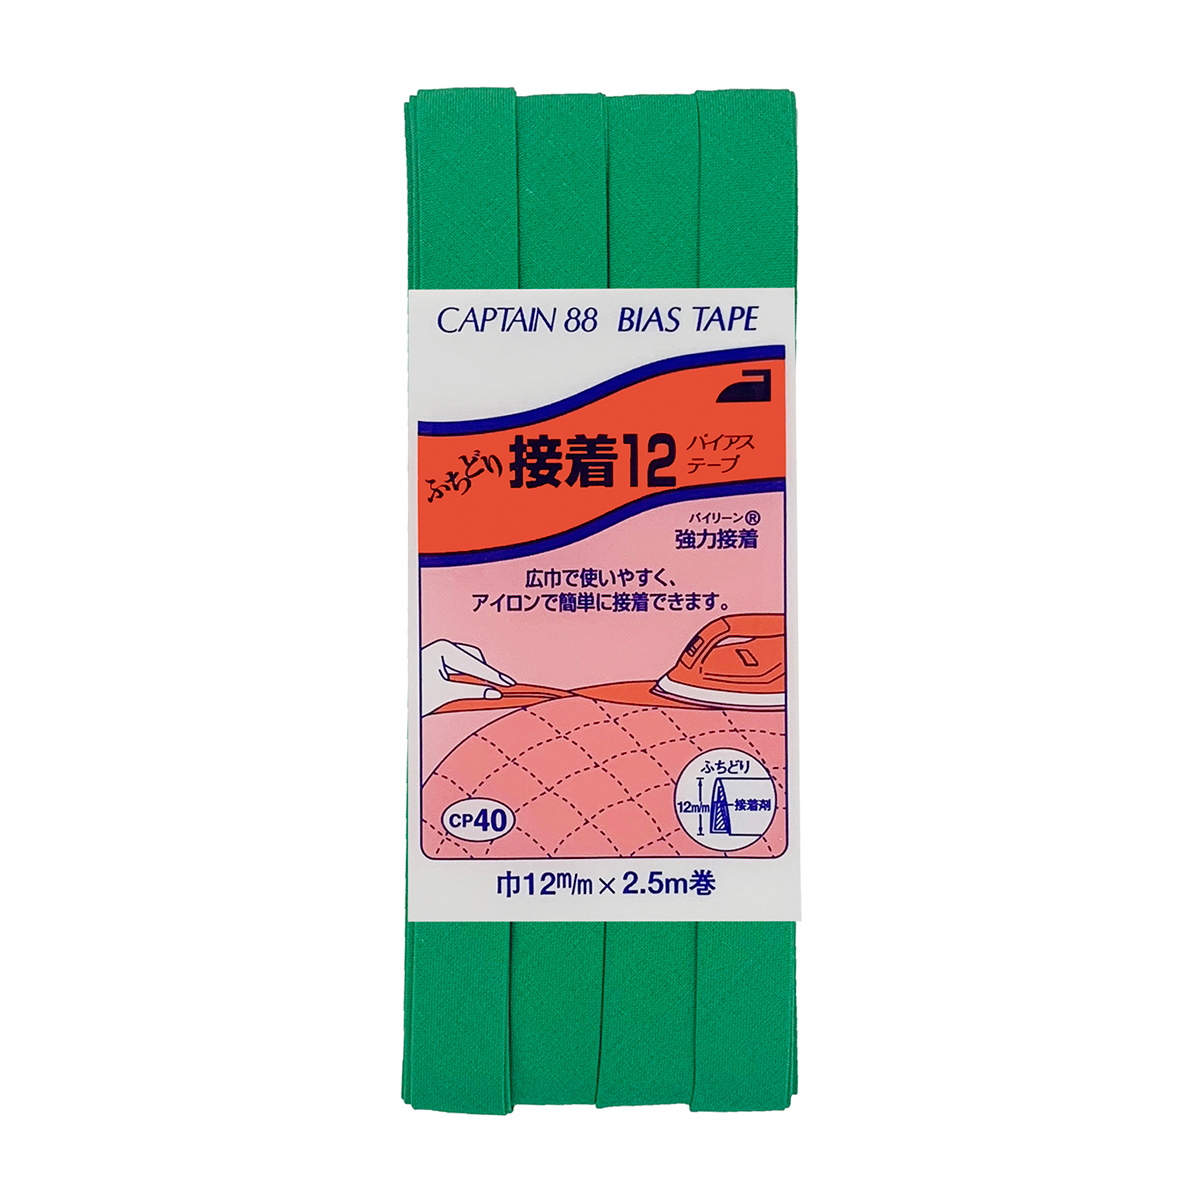 CAPTAIN 88 BIAS TAPE
ふちどり 接着12 バイアス
テープ
バイリーン®
強力接着
広巾で使いやすく、
アイロンで簡単に接着できます。
ふちどり
12m/m 接着剤
CP40
巾12m/m×2.5m巻